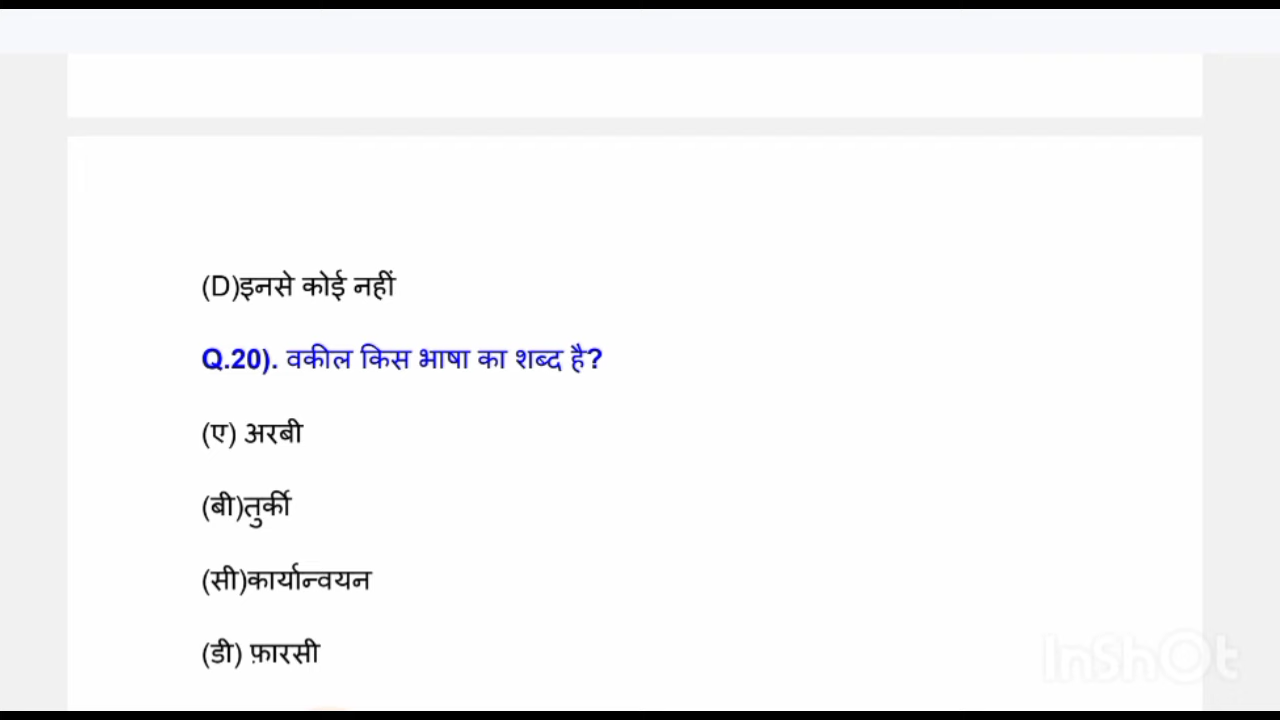 (D)इनसे कोई नहीं
Q.20). वकील किस भाषा का शब्द है?
(ए) अरबी
(बी)तुर्की
(सी)कार्यान्वयन
(डी) फ़ारसी
InShOt